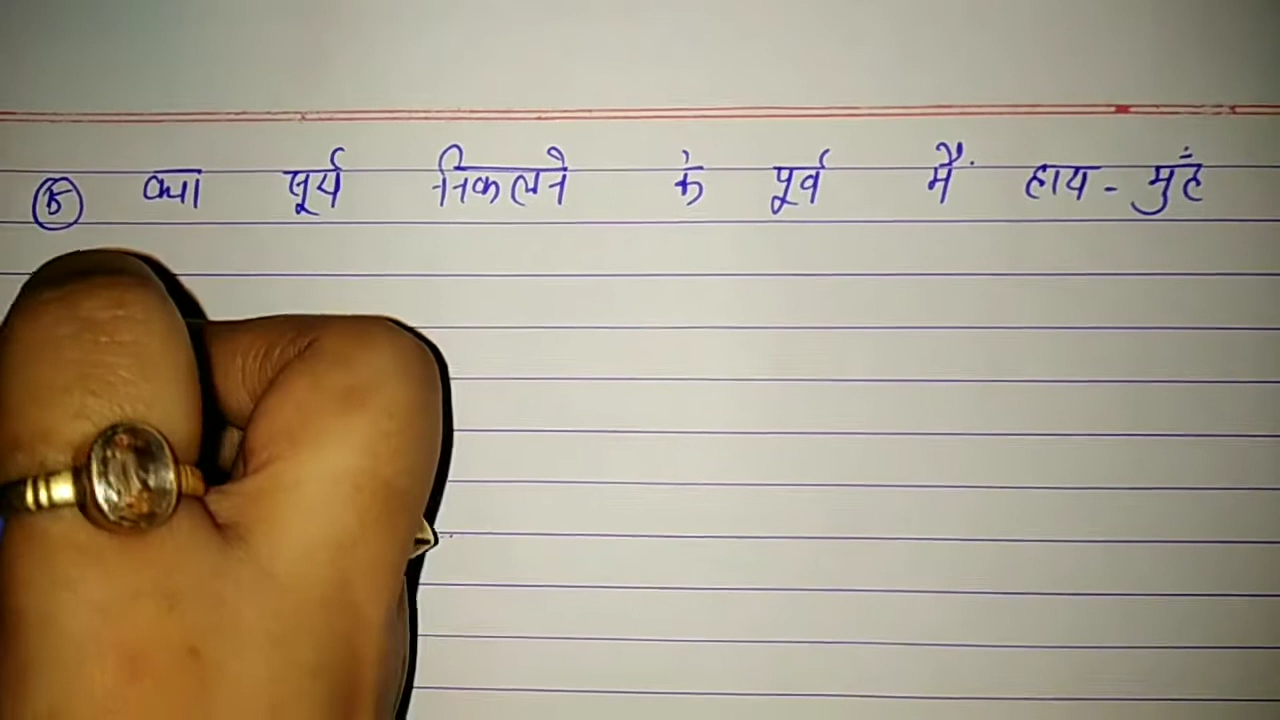 ⑤ क्या सूर्य निकलने के पूर्व मैं हाथ - मुँह